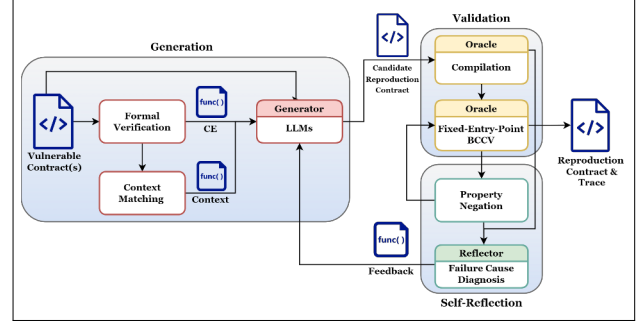 Generation
Validation
</>
Vulnerable
Contract(s)
Formal
Verification
func()
CE
Context
Matching
func()
Context
Generator
LLMs
</>
Candidate
Reproduction
Contract
Oracle
Compilation
Oracle
Fixed-Entry-Point
BCCV
</>
Reproduction
Contract &
Trace
Property
Negation
func()
Feedback
Reflector
Failure Cause
Diagnosis
Self-Reflection